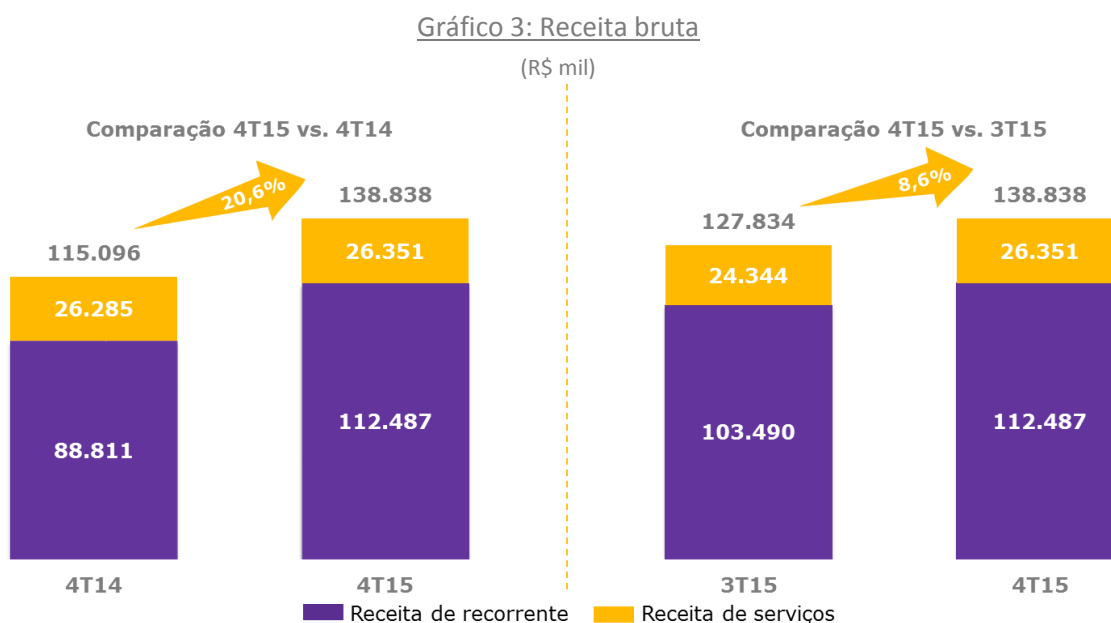 Gráfico 3: Receita bruta
(R$ mil)
Comparação 4T15 vs. 4T14
20,6%
138.838
115.096
26.351
26.285
112.487
88.811
4T14
4T15
Comparação 4T15 vs. 3T15
8,6%
138.838
127.834
26.351
24.344
112.487
103.490
3T15
4T15
Receita de recorrente
Receita de serviços